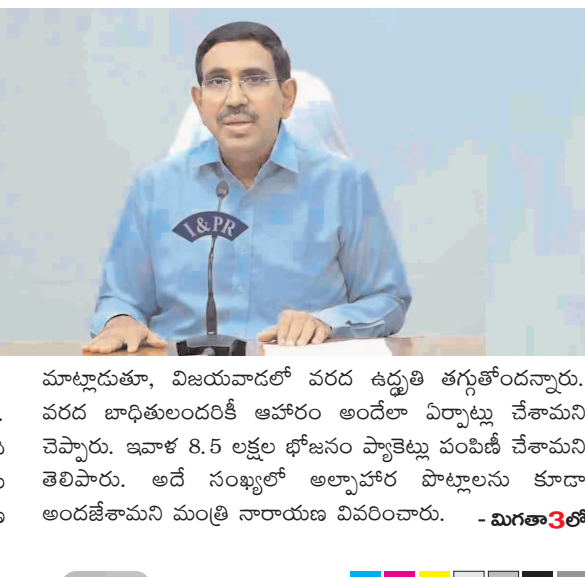 I & PR
మాట్లాడుతూ, విజయవాడలో వరద ఉద్ధృతి తగ్గుతోందన్నారు.
వరద బాధితులందరికీ ఆహారం అందేలా ఏర్పాట్లు చేశామని
చెప్పారు. ఇవాళ 8.5 లక్షల భోజనం ప్యాకెట్లు పంపిణీ చేశామని
తెలిపారు. అదే సంఖ్యలో అల్పాహార పొట్లాలను కూడా
అందజేశామని మంత్రి నారాయణ వివరించారు. - మిగతా3లో